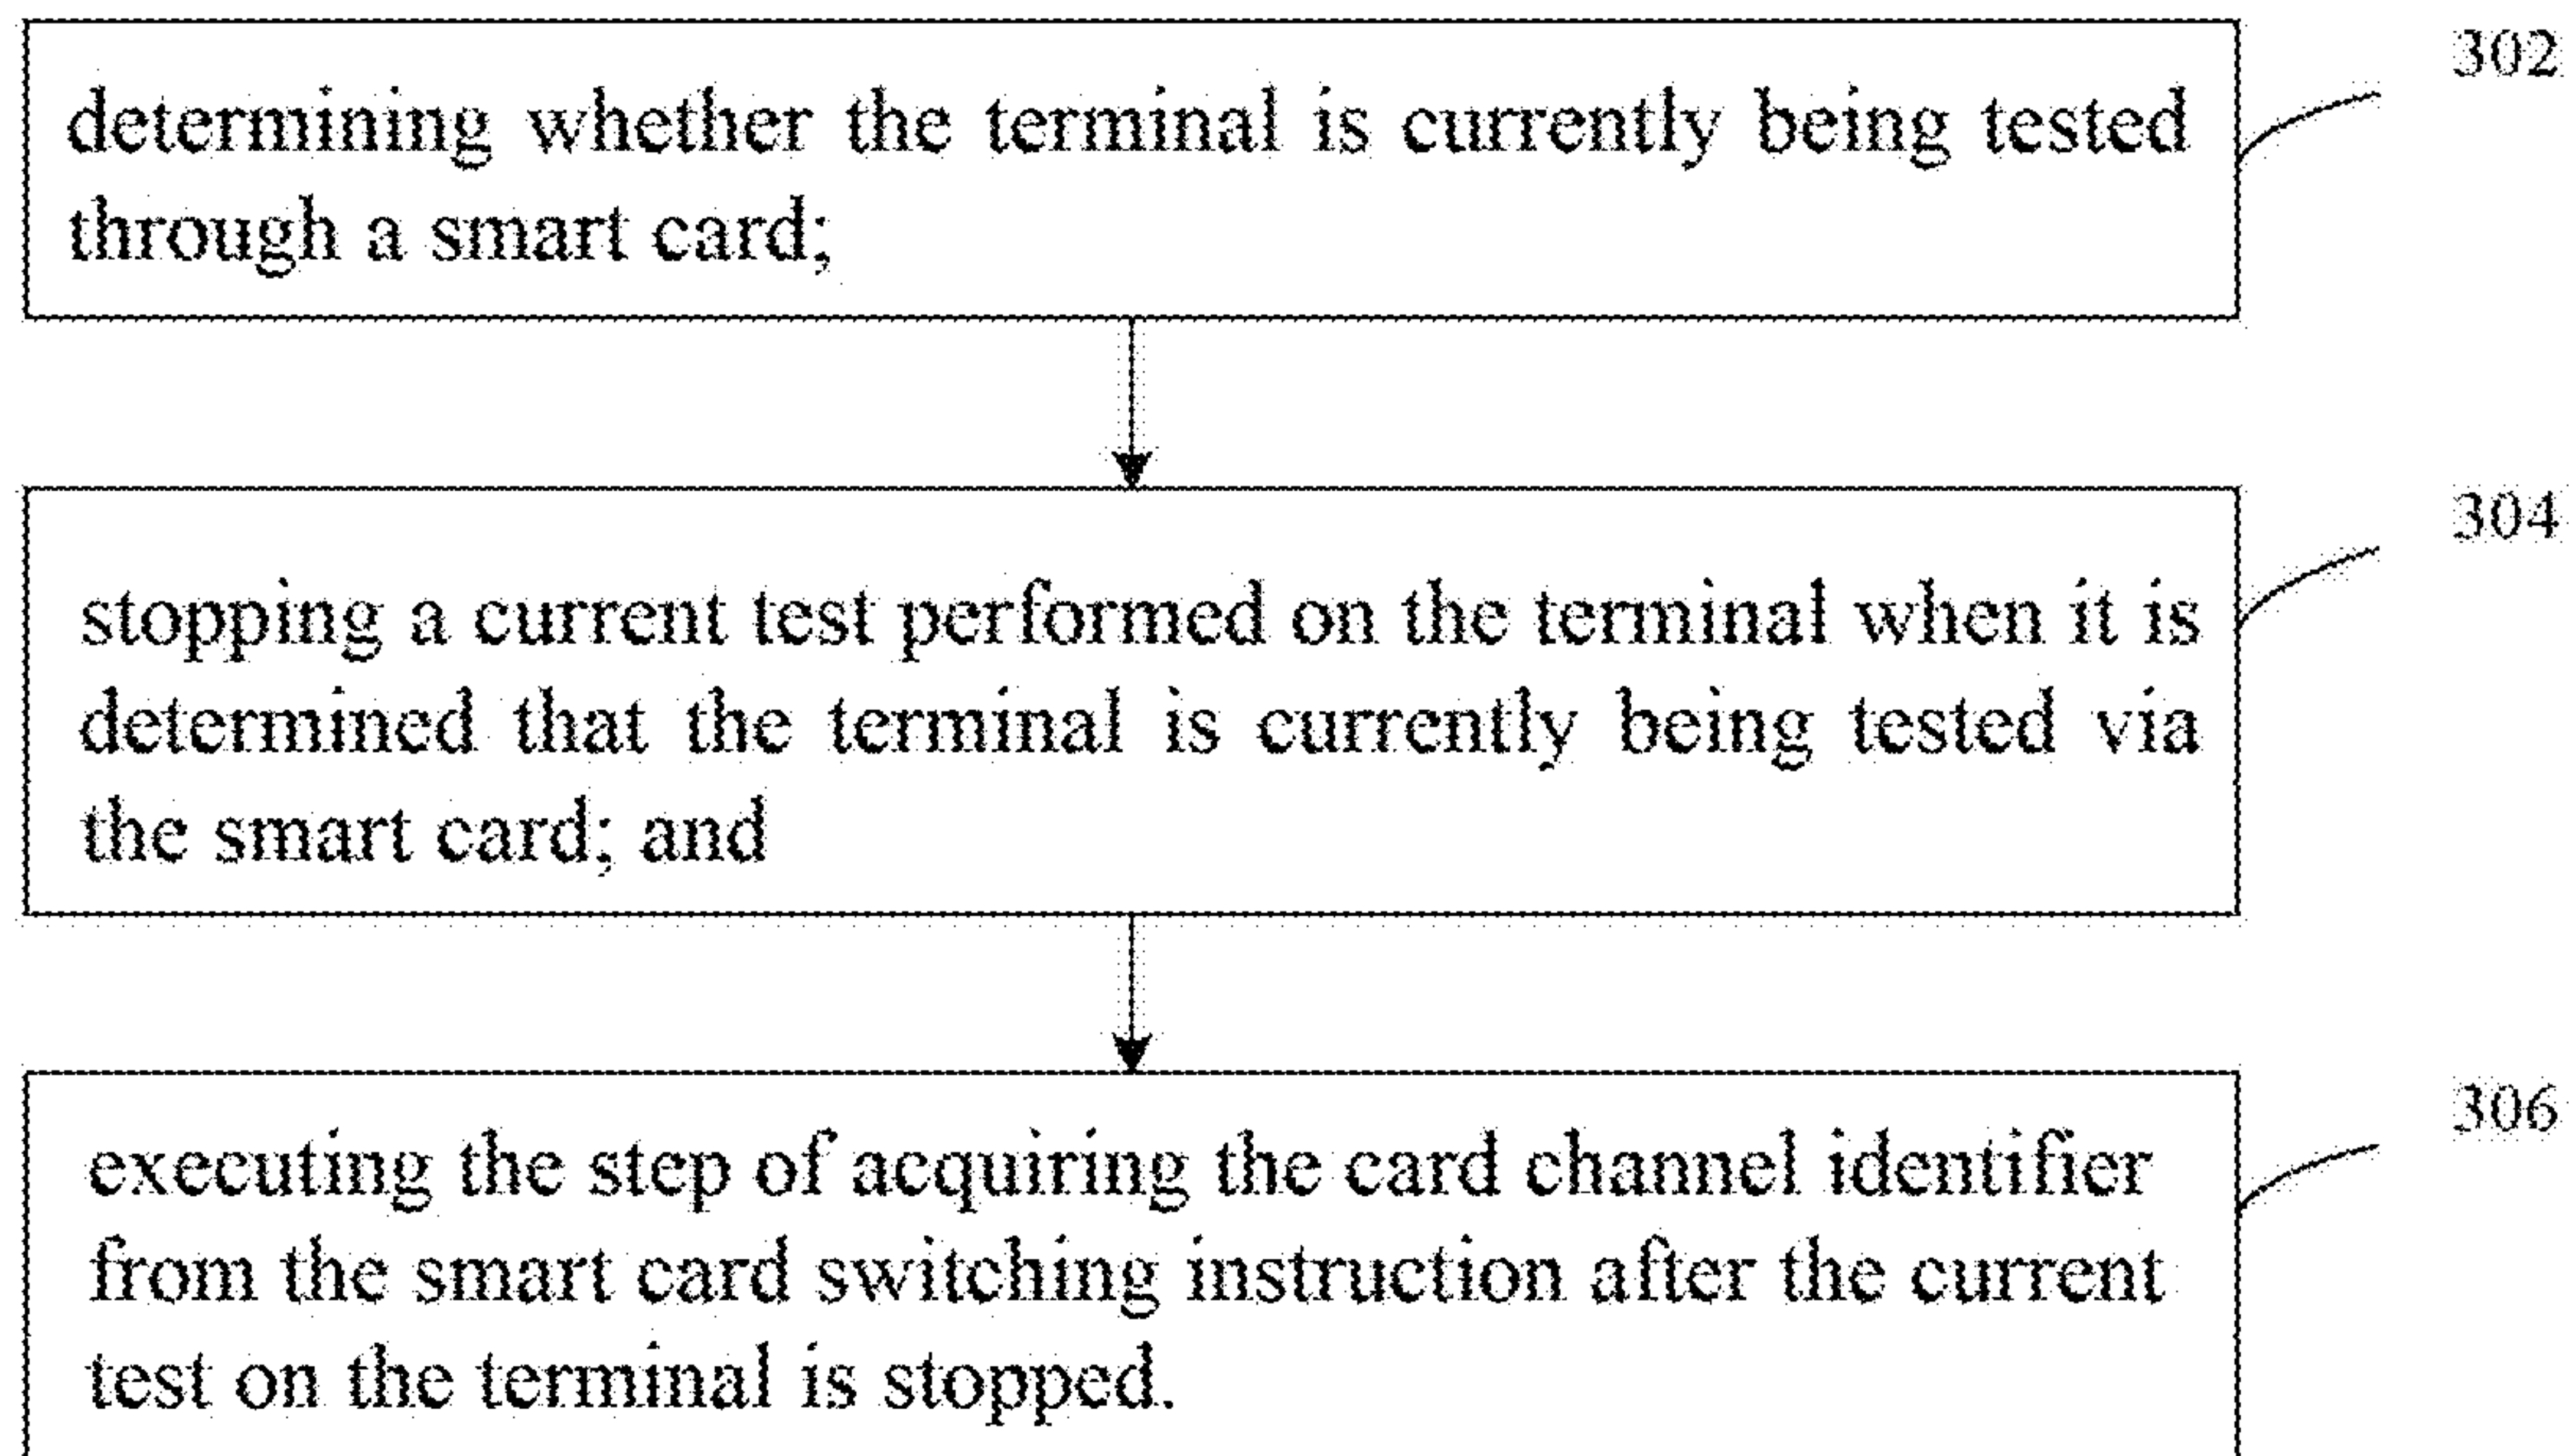 302
determining whether the terminal is currently being tested
through a smart card;
304
stopping a current test performed on the terminal when it is
determined that the terminal is currently being tested via
the smart card; and
306
executing the step of acquiring the card channel identifier
from the smart card switching instruction after the current
test on the terminal is stopped.